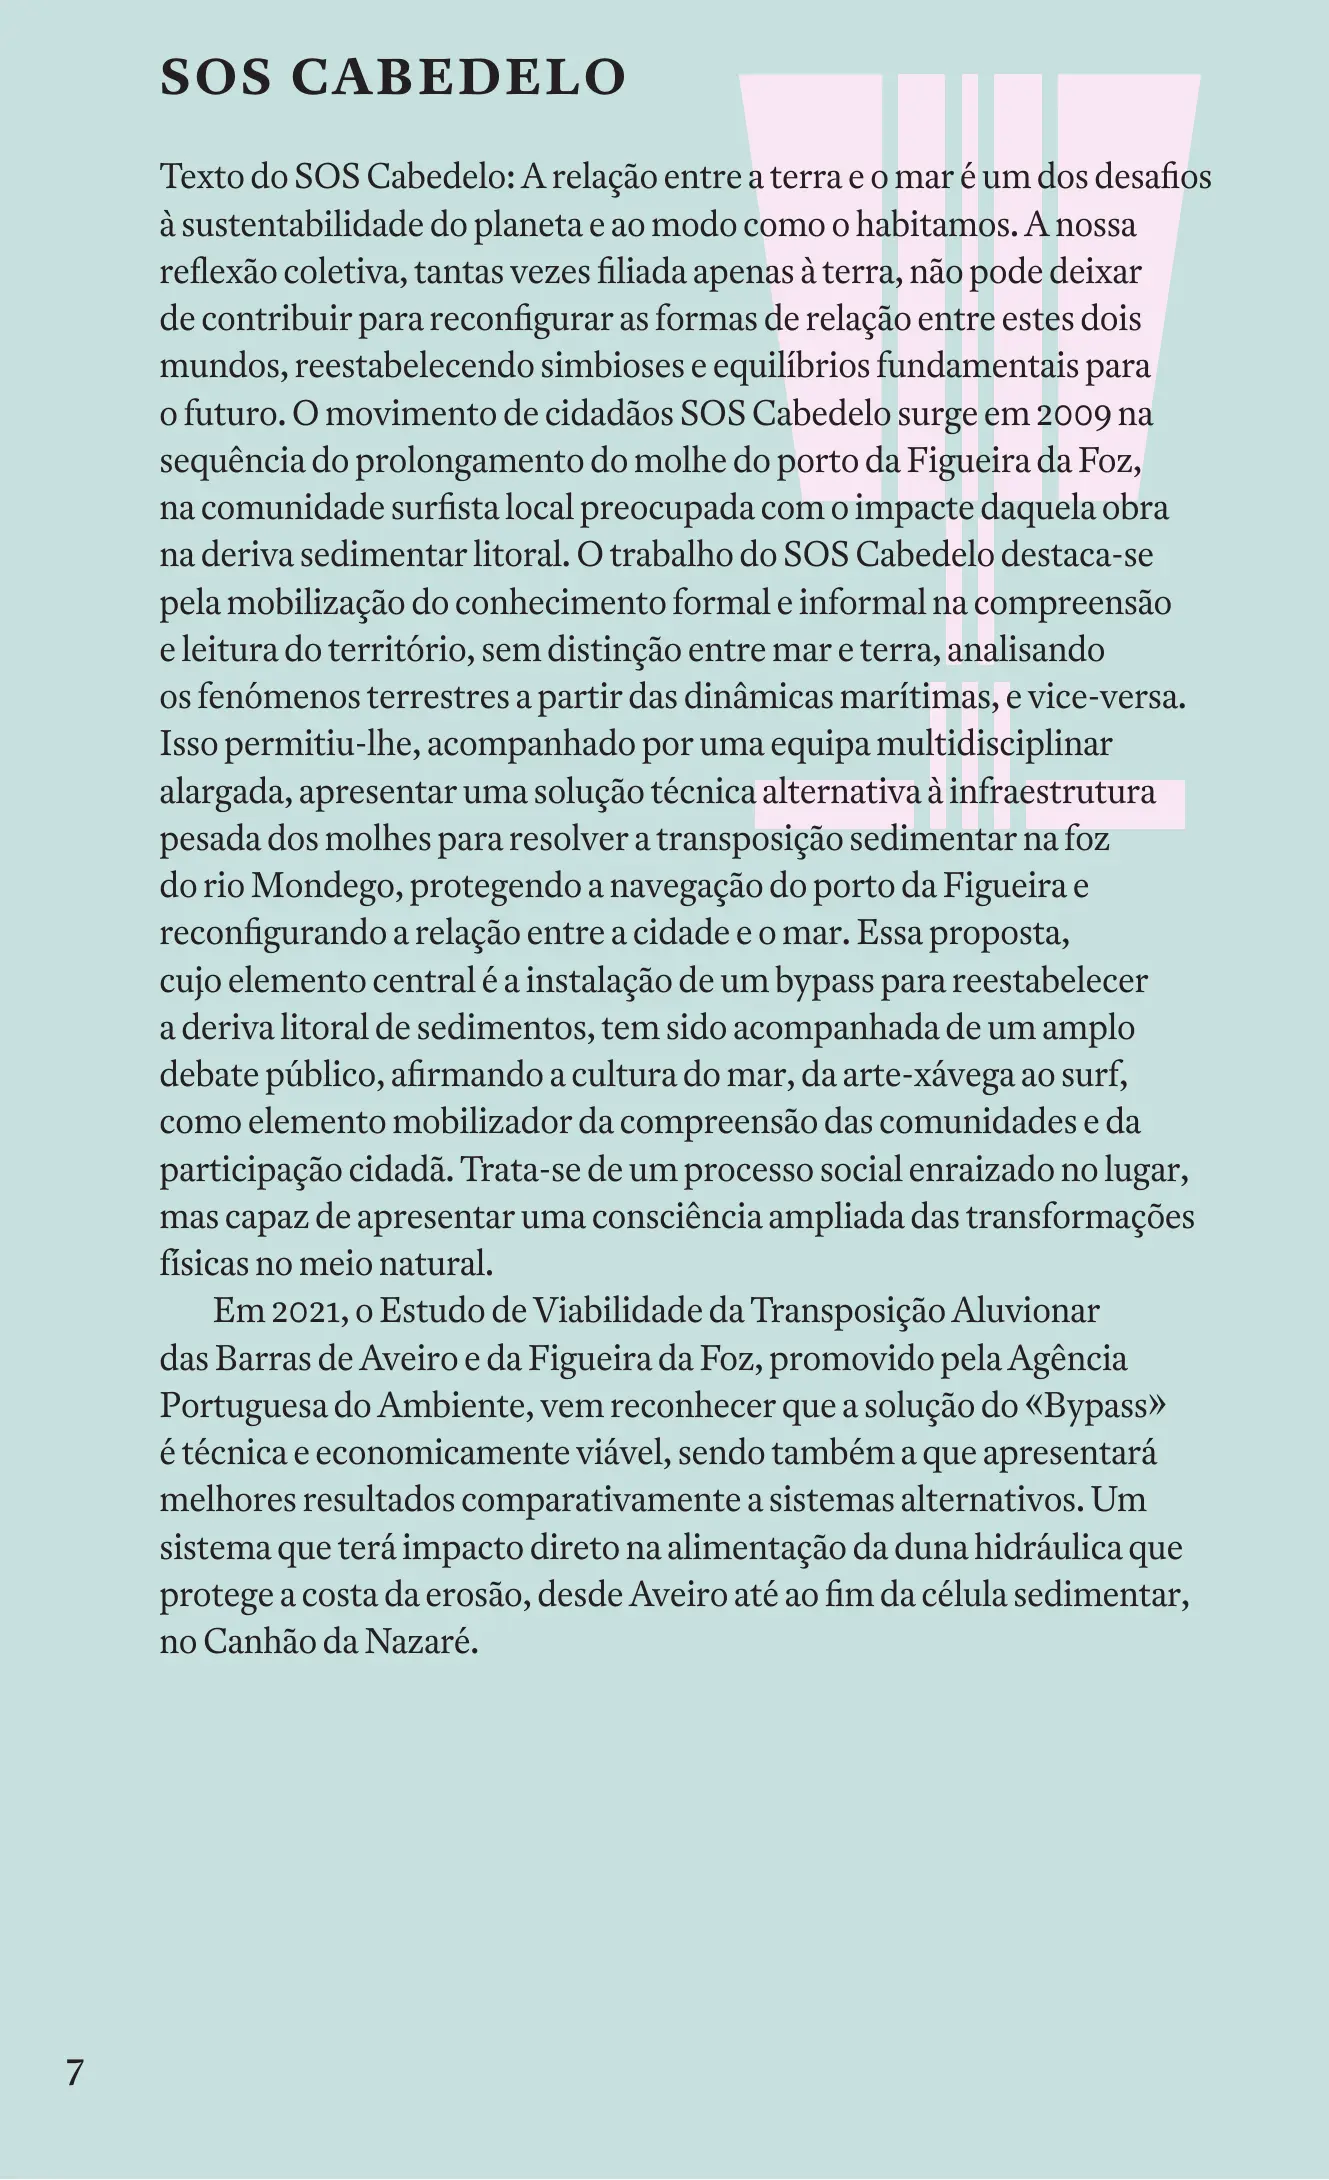 SOS CABEDELO
Texto do SOS Cabedelo: A relação entre a terra e o mar é um dos desafios
à sustentabilidade do planeta e ao modo como o habitamos. A nossa
reflexão coletiva, tantas vezes filiada apenas à terra, não pode deixar
de contribuir para reconfigurar as formas de relação entre estes dois
mundos, reestabelecendo simbioses e equilíbrios fundamentais para
o futuro. O movimento de cidadãos SOS Cabedelo surge em 2009 na
sequência do prolongamento do molhe do porto da Figueira da Foz,
na comunidade surfista local preocupada com o impacte daquela obra
na deriva sedimentar litoral. O trabalho do SOS Cabedelo destaca-se
pela mobilização do conhecimento formal e informal na compreensão
e leitura do território, sem distinção entre mar e terra, analisando
os fenómenos terrestres a partir das dinâmicas marítimas, e vice-versa.
Isso permitiu-lhe, acompanhado por uma equipa multidisciplinar
alargada, apresentar uma solução técnica alternativa à infraestrutura
pesada dos molhes para resolver a transposição sedimentar na foz
do rio Mondego, protegendo a navegação do porto da Figueira e
reconfigurando a relação entre a cidade e o mar. Essa proposta,
cujo elemento central é a instalação de um bypass para reestabelecer
a deriva litoral de sedimentos, tem sido acompanhada de um amplo
debate público, afirmando a cultura do mar, da arte-xávega ao surf,
como elemento mobilizador da compreensão das comunidades e da
participação cidadã. Trata-se de um processo social enraizado no lugar,
mas capaz de apresentar uma consciência ampliada das transformações
físicas no meio natural.
Em 2021, o Estudo de Viabilidade da Transposição Aluvionar
das Barras de Aveiro e da Figueira da Foz, promovido pela Agência
Portuguesa do Ambiente, vem reconhecer que a solução do «Bypass»
é técnica e economicamente viável, sendo também a que apresentará
melhores resultados comparativamente a sistemas alternativos. Um
sistema que terá impacto direto na alimentação da duna hidráulica que
protege a costa da erosão, desde Aveiro até ao fim da célula sedimentar,
no Canhão da Nazaré.
7